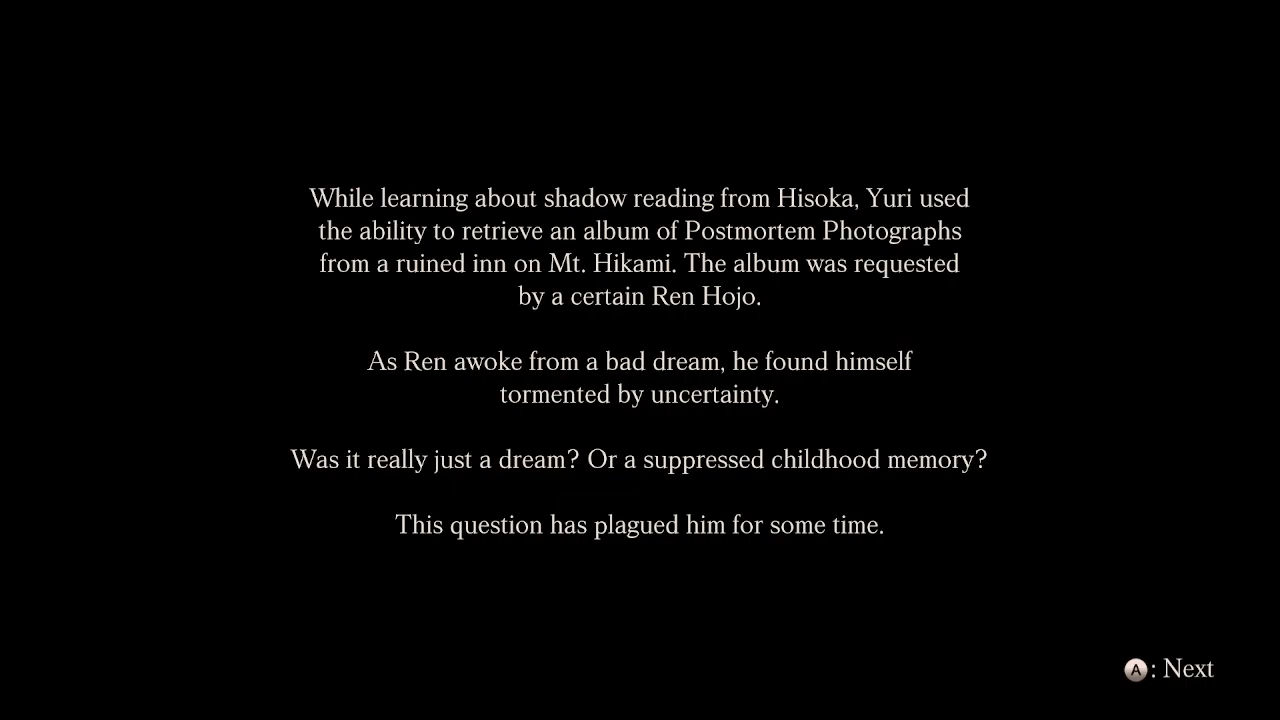 While learning about shadow reading from Hisoka, Yuri used
the ability to retrieve an album of Postmortem Photographs
from a ruined inn on Mt. Hikami. The album was requested
by a certain Ren Hojo.
As Ren awoke from a bad dream, he found himself
tormented by uncertainty.
Was it really just a dream? Or a suppressed childhood memory?
This question has plagued him for some time.
A: Next